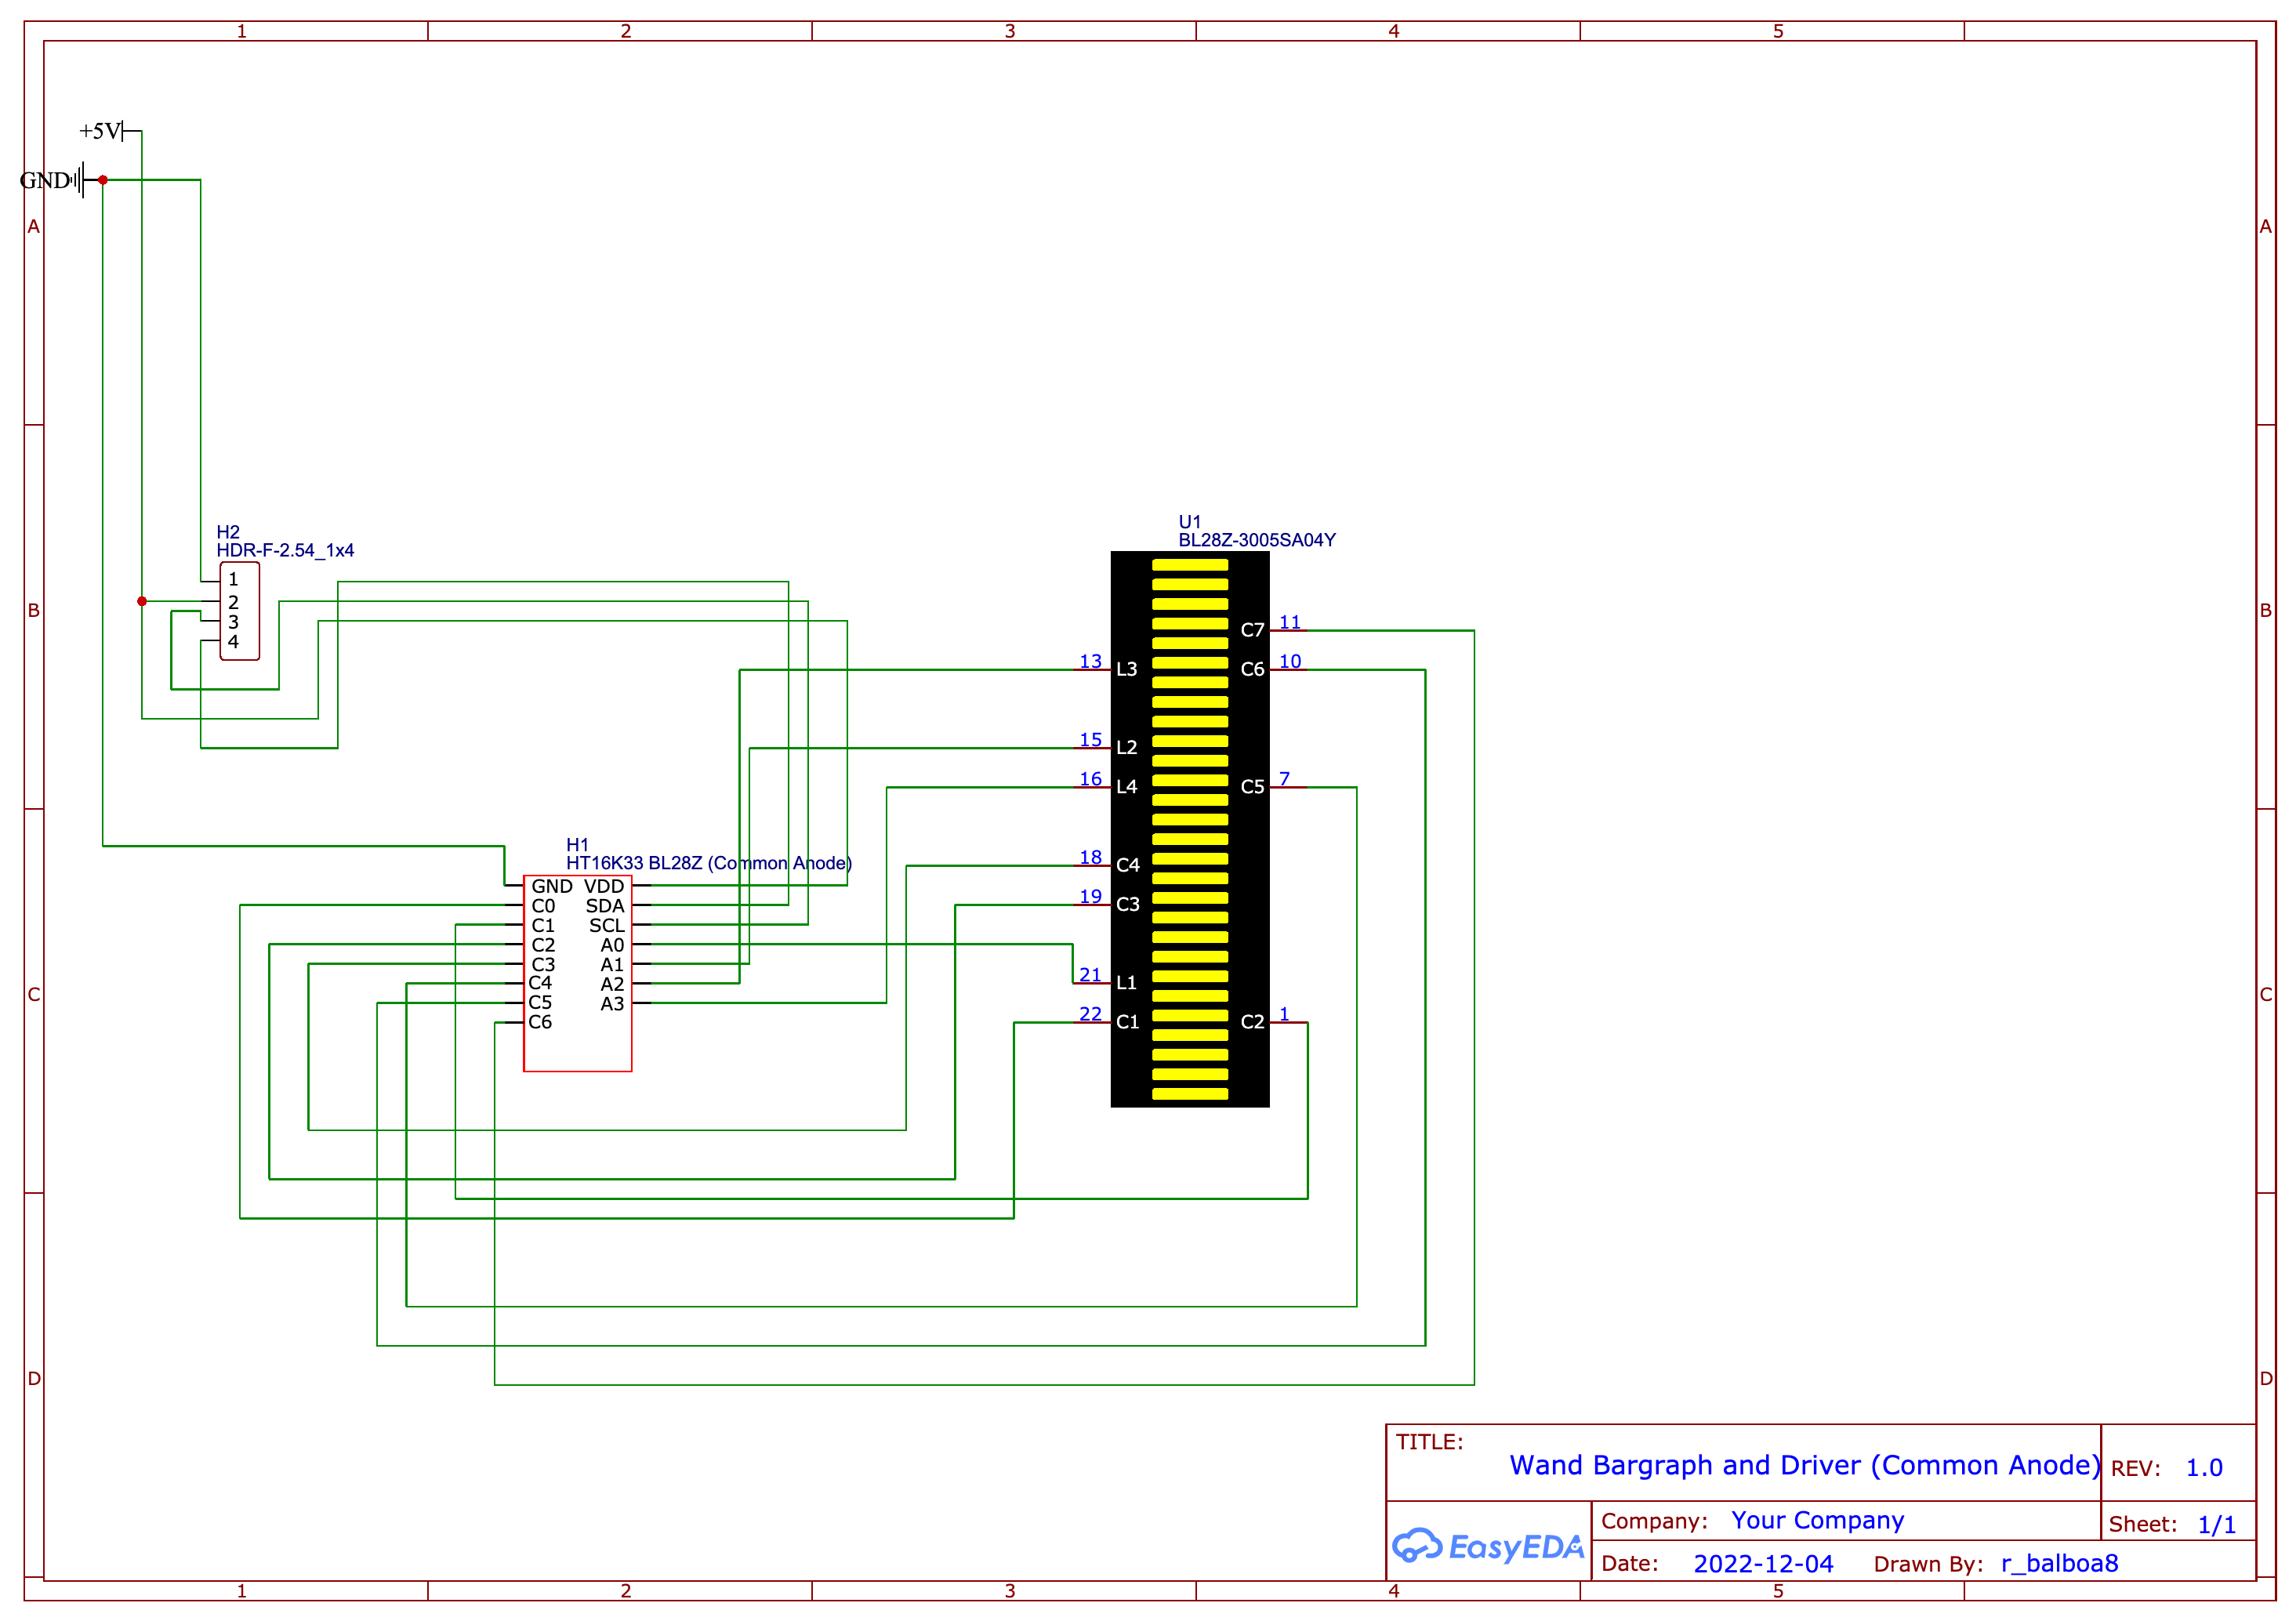 1 2 3 4 5
+5V
GND
A A
H2
HDR-F-2.54_1x4
1
2
3
4
B B
U1
BL28Z-3005SA04Y
C7 11
13 L3 C6 10
15 L2
16 L4 C5 7
18 C4
19 C3
21 L1
22 C1 C2 1
H1
HT16K33 BL28Z (Common Anode)
GND VDD
C0 SDA
C1 SCL
C2 A0
C3 A1
C4 A2
C5 A3
C6
C C
D D
TITLE:
Wand Bargraph and Driver (Common Anode)
REV: 1.0
EasyEDA
Company: Your Company
Sheet: 1/1
Date: 2022-12-04 Drawn By: r_balboa8
1 2 3 4 5